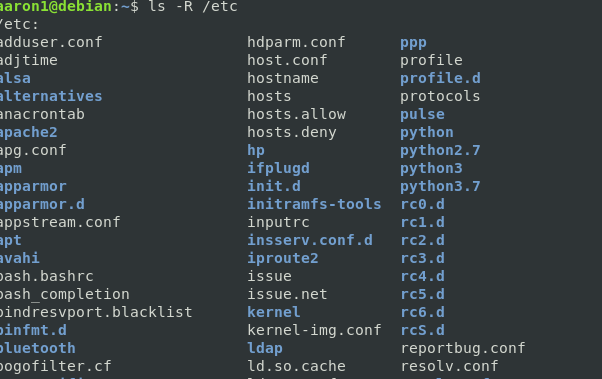 aaron1@debian:~$ ls -R /etc
/etc:
adduser.conf hdparm.conf ppp
adjtime host.conf profile
alsa hostname profile.d
alternatives hosts protocols
anacrontab hosts.allow pulse
apache2 hosts.deny python
apg.conf hp python2.7
apm ifplugd python3
apparmor init.d python3.7
apparmor.d initramfs-tools rc0.d
appstream.conf inputrc rc1.d
apt insserv.conf.d rc2.d
avahi iproute2 rc3.d
bash.bashrc issue rc4.d
bash_completion issue.net rc5.d
bindresvport.blacklist kernel rc6.d
binfmt.d kernel-img.conf rcS.d
bluetooth ldap reportbug.conf
bogofilter.cf ld.so.cache resolv.conf